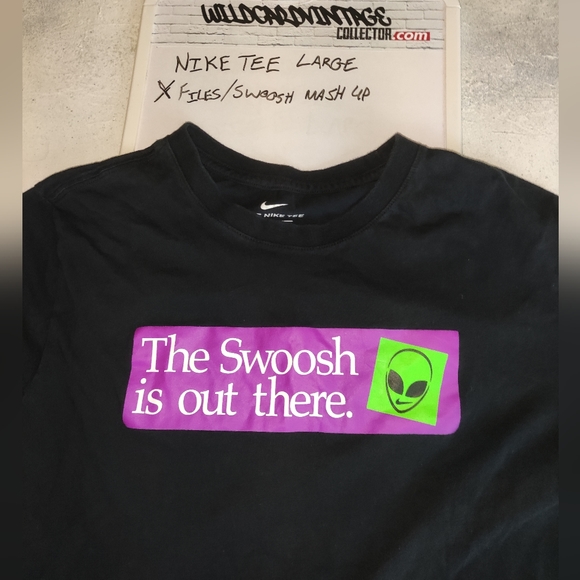 WILDCARDVINTAGE
COLLECTOR.com
NIKE TEE LARGE
X FILES/SWOOSH MASH UP
NIKE TEE
The Swoosh
is out there.